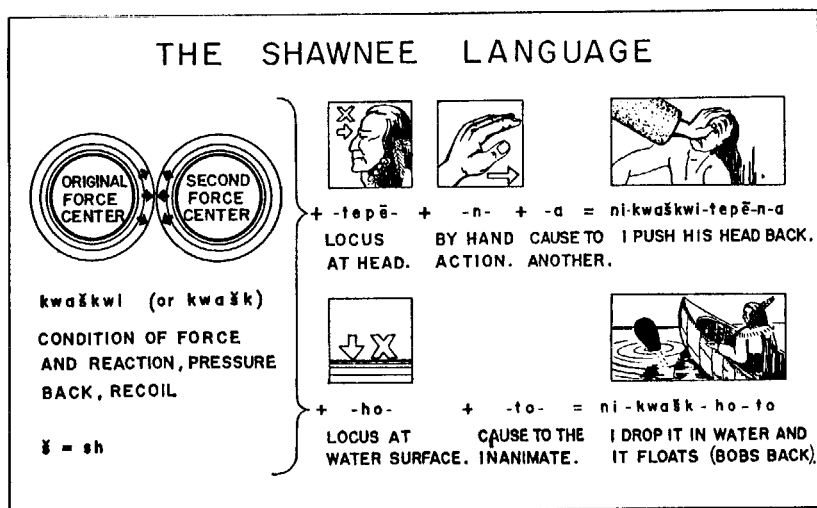 THE SHAWNEE LANGUAGE
ORIGINAL
FORCE
CENTER
SECOND
FORCE
CENTER
kwaškwi (or kwašk)
CONDITION OF FORCE
AND REACTION, PRESSURE
BACK, RECOIL
š = sh
X
+ -tepē- + -n- + -a = ni-kwaškwi-tepē-n-a
LOCUS
AT HEAD.
BY HAND
ACTION.
CAUSE TO
ANOTHER.
I PUSH HIS HEAD BACK.
X
+ -ho- + -to- = ni-kwašk-ho-to
LOCUS AT
WATER SURFACE.
CAUSE TO THE
INANIMATE.
I DROP IT IN WATER AND
IT FLOATS (BOBS BACK).